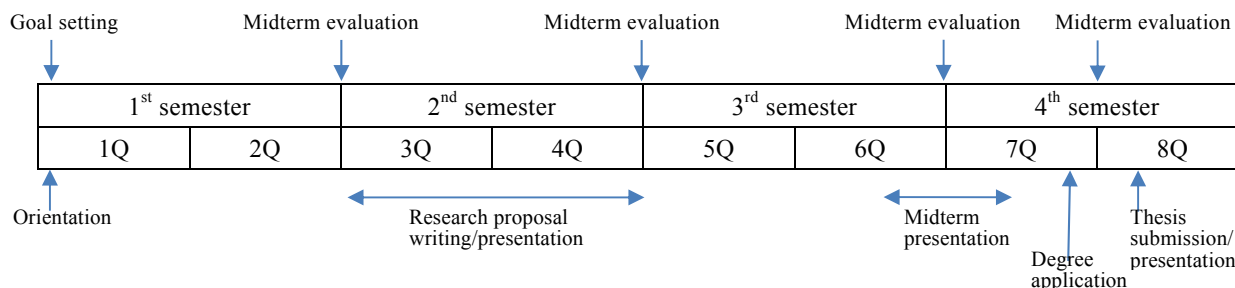 Goal setting Midterm evaluation Midterm evaluation Midterm evaluation Midterm evaluation
1st semester 2nd semester 3rd semester 4th semester
1Q 2Q 3Q 4Q 5Q 6Q 7Q 8Q
Orientation
Research proposal
writing/presentation
Midterm
presentation
Degree
application
Thesis
submission/
presentation